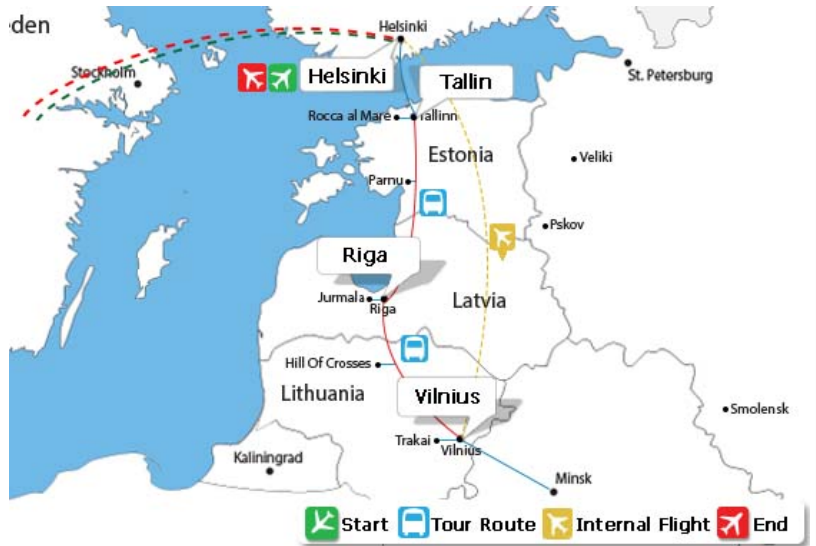 eden
Helsinki
Stockholm
Helsinki
Tallin
St. Petersburg
Rocca al Mare
Tallinn
Estonia
Veliki
Parnu
Pskov
Riga
Jurmala
Riga
Latvia
Hill Of Crosses
Lithuania
Vilnius
Smolensk
Trakai
Vilnius
Kaliningrad
Minsk
Start Tour Route Internal Flight End